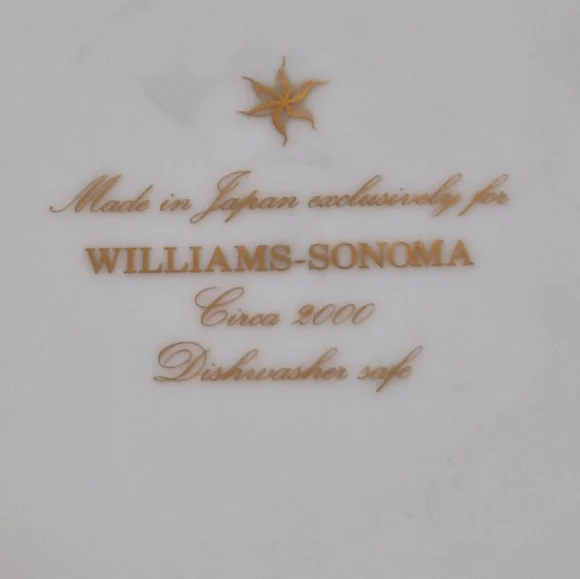 Made in Japan exclusively for
WILLIAMS-SONOMA
Circa 2000
Dishwasher safe